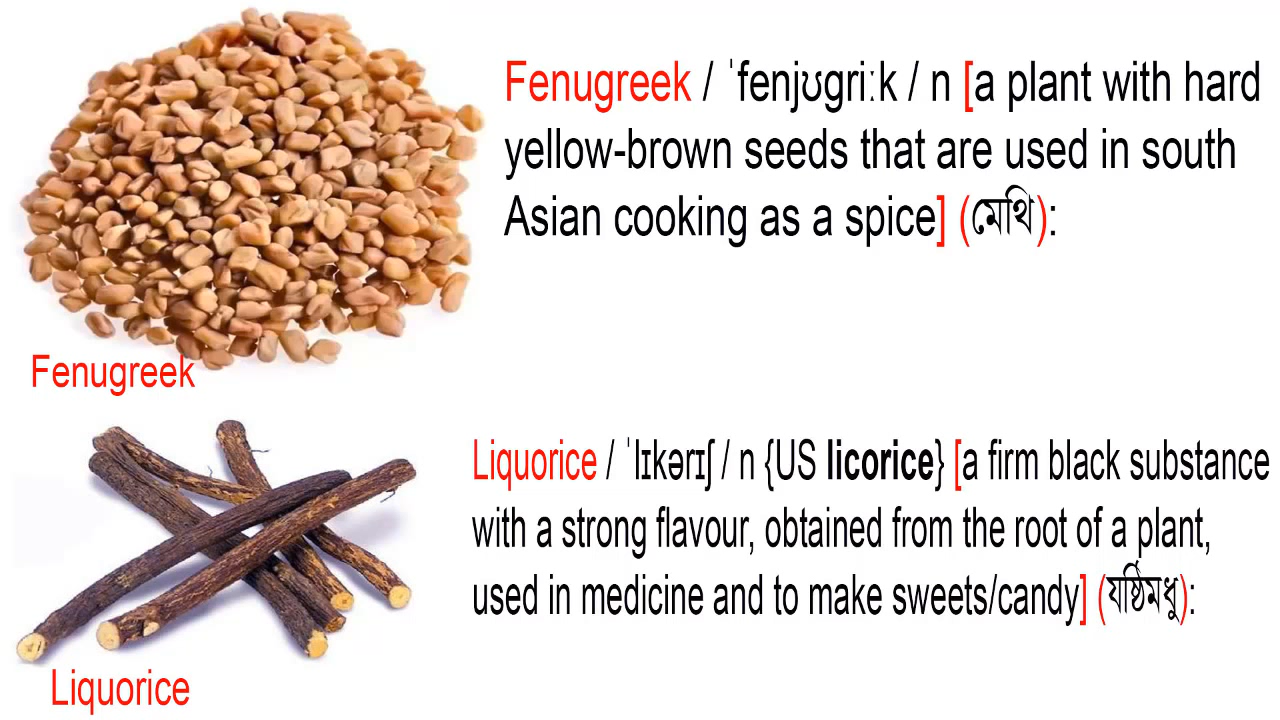 Fenugreek / ˈfenjʊɡriːk / n [a plant with hard
yellow-brown seeds that are used in south
Asian cooking as a spice] (মেথি):
Fenugreek
Liquorice / ˈlɪkərɪʃ / n {US licorice} [a firm black substance
with a strong flavour, obtained from the root of a plant,
used in medicine and to make sweets/candy] (যষ্ঠিমধু):
Liquorice